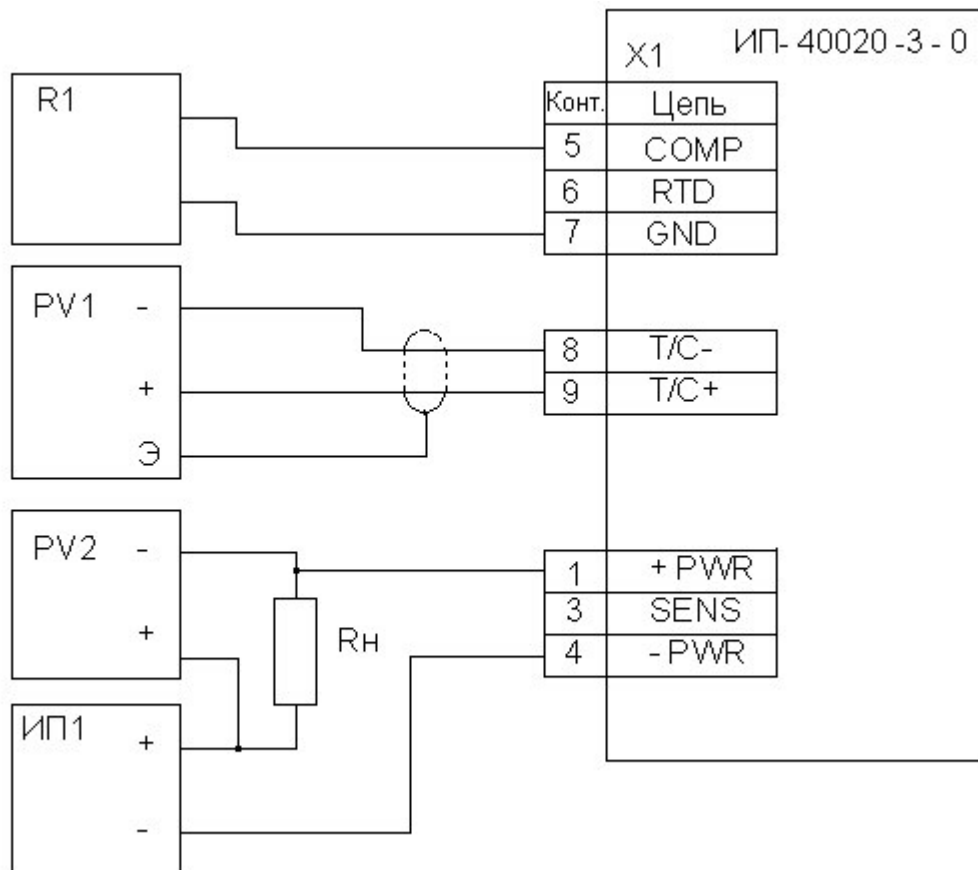 ИП- 40020 -3 - 0
X1
Конт. Цепь
5 COMP
6 RTD
7 GND
R1
PV1 -
+
Э
8 T/C-
9 T/C+
PV2 -
+
Rн
1 + PWR
3 SENS
4 - PWR
ИП1 +
-